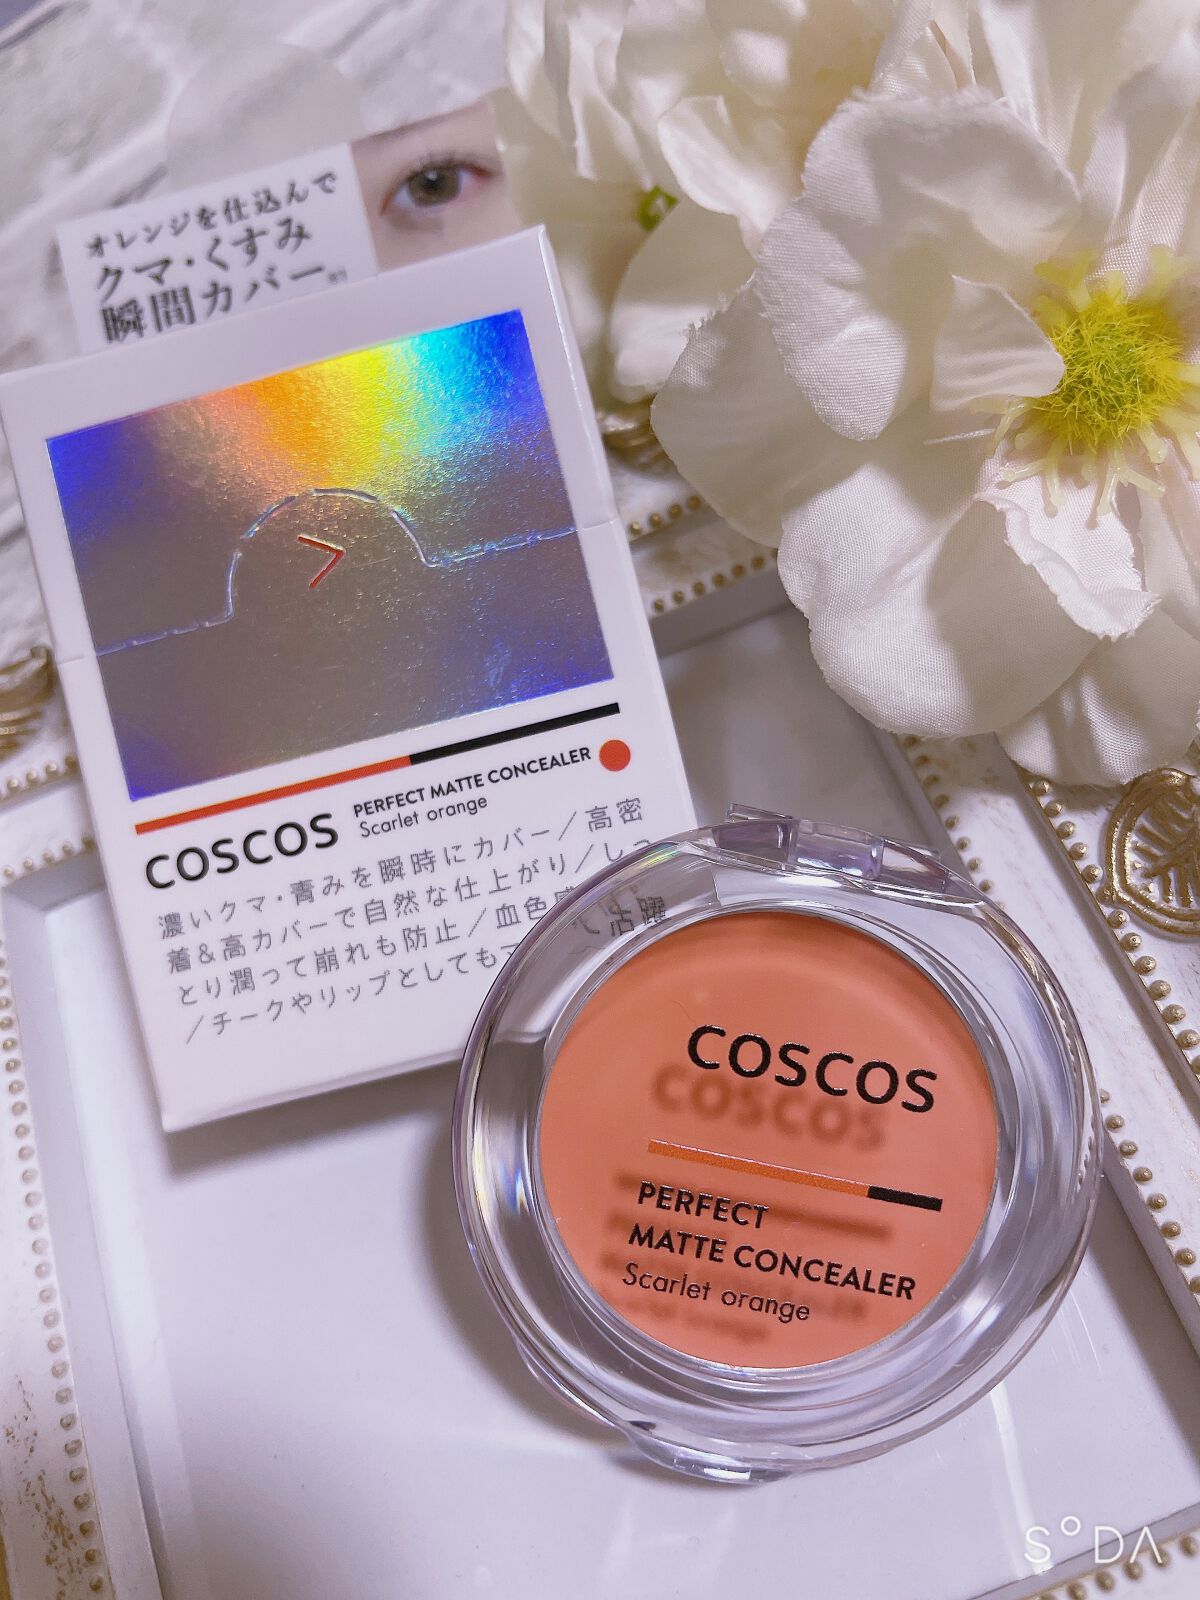 オレンジを仕込んで
クマ・くすみ
瞬間カバー
PERFECT MATTE CONCEALER
COSCOS Scarlet orange
濃いクマ・青みを瞬時にカバー/高密
着&高カバーで自然な仕上がり/しっ
とり潤って崩れも防止/血色感 活躍
/チークやリップとしても
COSCOS
PERFECT
MATTE CONCEALER
Scarlet orange
SODA